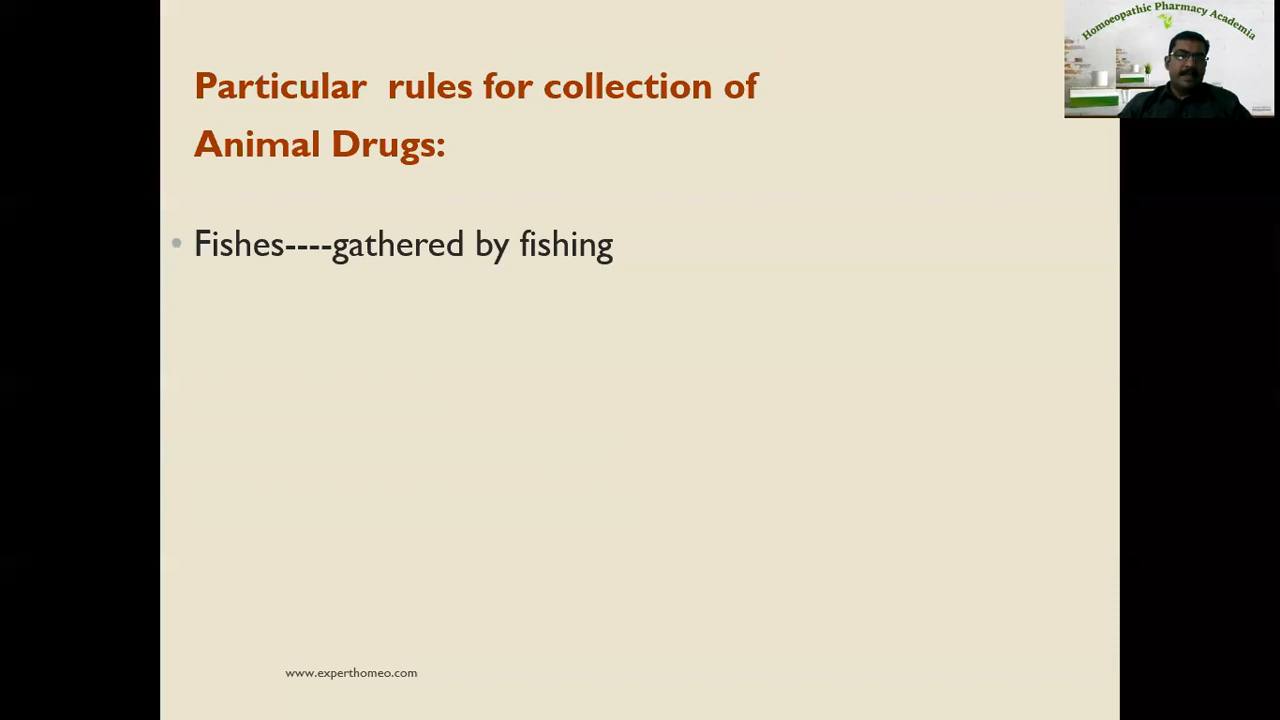 Homoeopathic Pharmacy Academia
Particular rules for collection of
Animal Drugs:
• Fishes----gathered by fishing
www.experthomeo.com